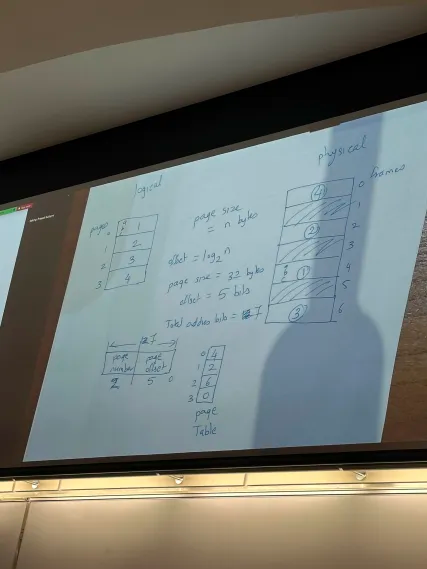 logical
physical
pages
frames
0
1
2
3
1
2
3
4
page size
= n bytes
offset = log₂ n
page size = 32 bytes
offset = 5 bits
Total address bits = 7
4
2
1
3
0
1
2
3
4
5
6
7
page number
page offset
2 5 0
0 4
1 2
2 6
3 0
page
Table